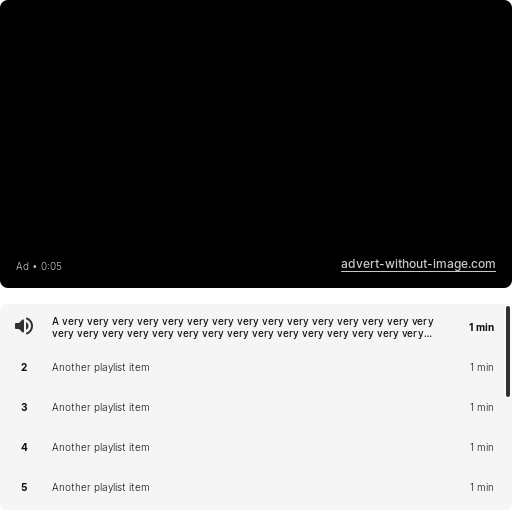 Ad • 0:05
advert-without-image.com
A very very very very very very very very very very very very very very very
very very very very very very very very very very very very very very very...
1 min
2 Another playlist item 1 min
3 Another playlist item 1 min
4 Another playlist item 1 min
5 Another playlist item 1 min